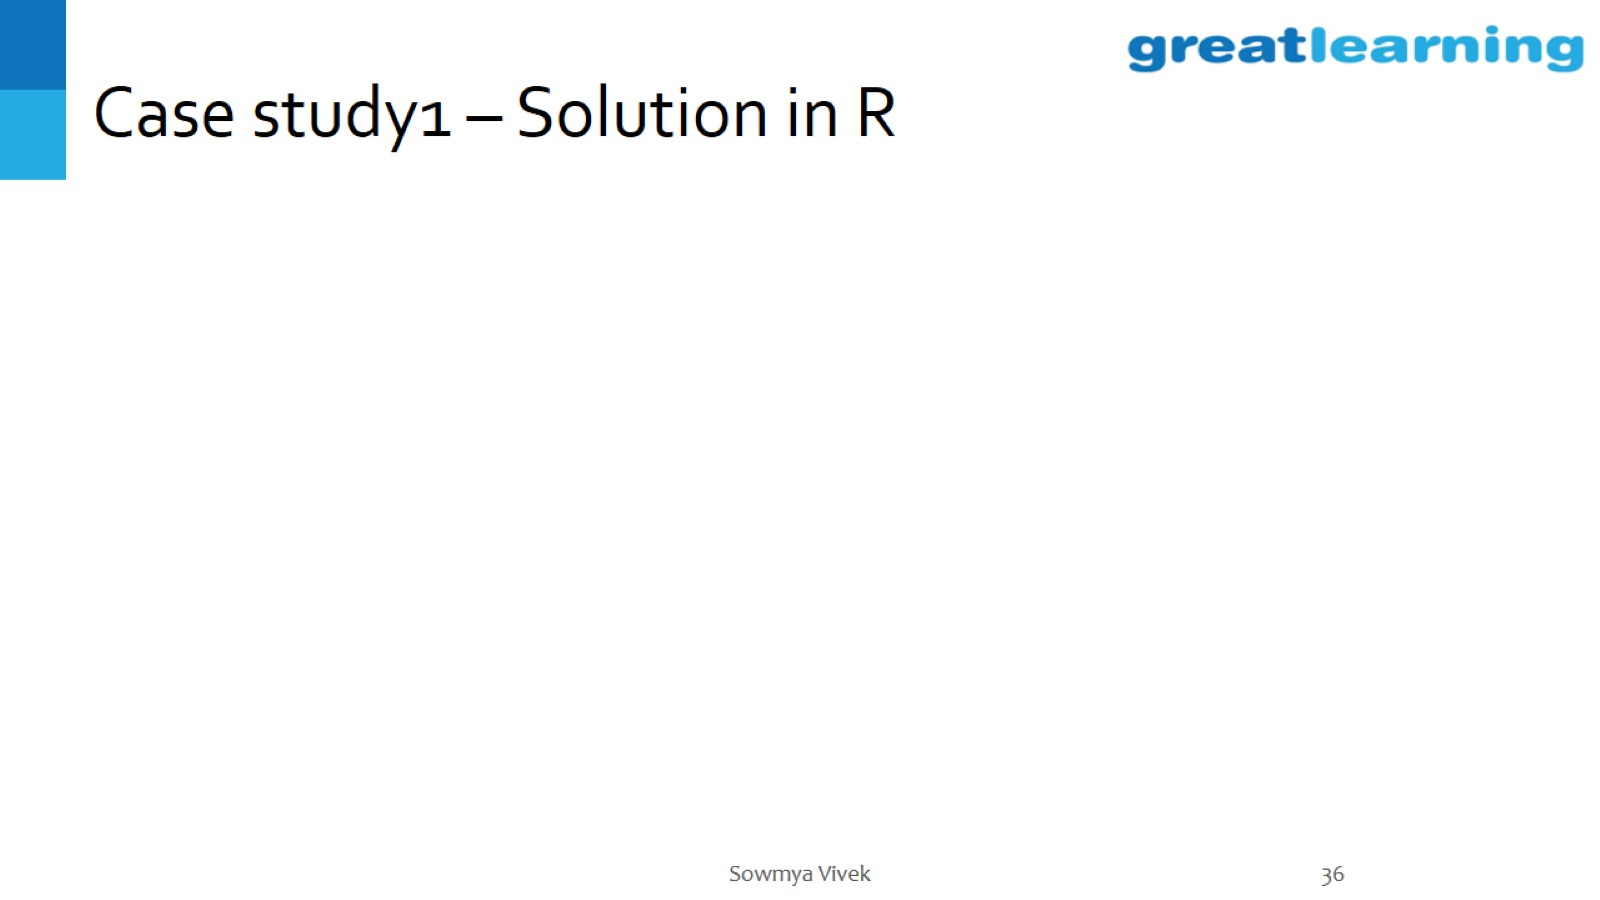 greatlearning
Case study1 – Solution in R
Sowmya Vivek
36